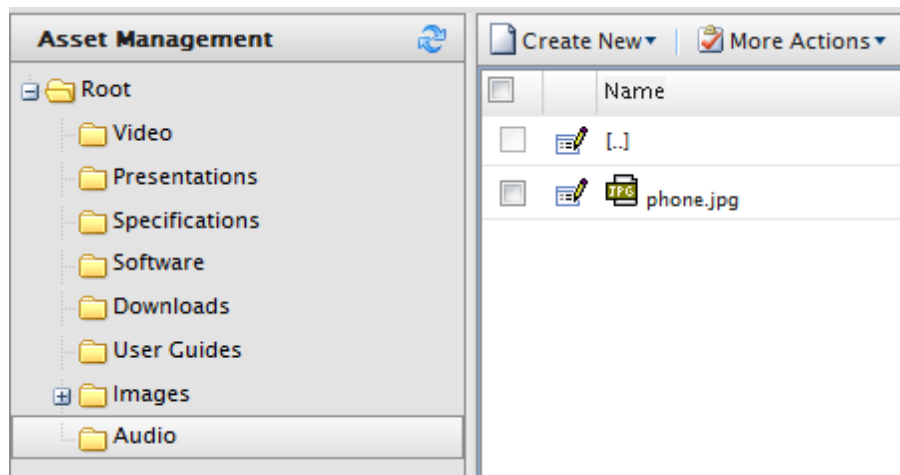 Asset Management
Root
Video
Presentations
Specifications
Software
Downloads
User Guides
Images
Audio
Create New
More Actions
Name
[..]
JPG
phone.jpg